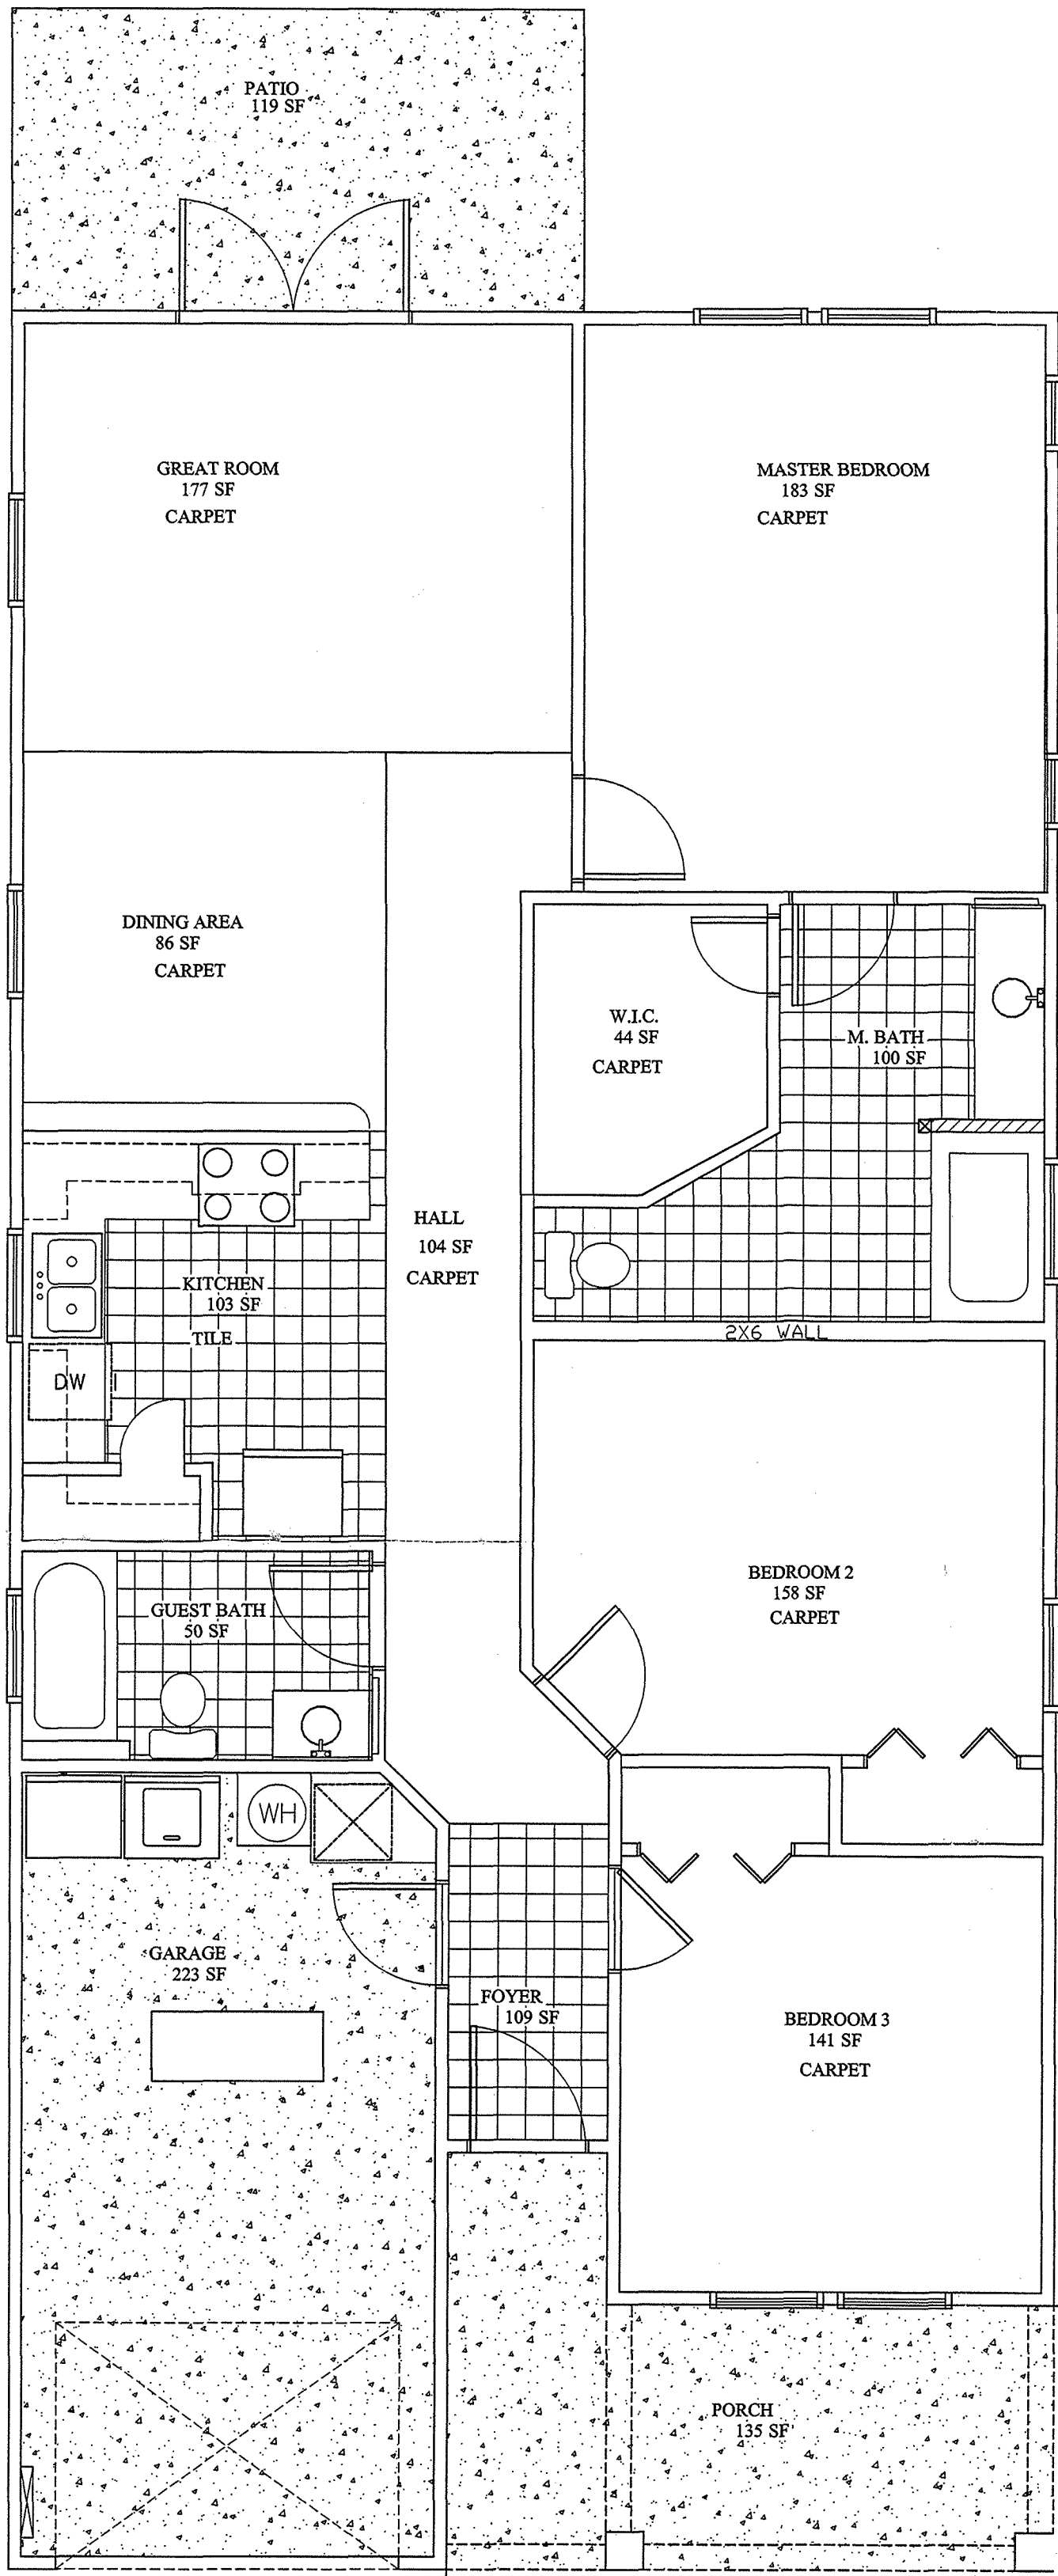 PATIO
119 SF
GREAT ROOM
177 SF
CARPET
MASTER BEDROOM
183 SF
CARPET
DINING AREA
86 SF
CARPET
W.I.C.
44 SF
CARPET
M. BATH
100 SF
HALL
104 SF
CARPET
KITCHEN
103 SF
TILE
DW
2X6 WALL
BEDROOM 2
158 SF
CARPET
GUEST BATH
50 SF
WH
GARAGE
223 SF
FOYER
109 SF
BEDROOM 3
141 SF
CARPET
PORCH
135 SF